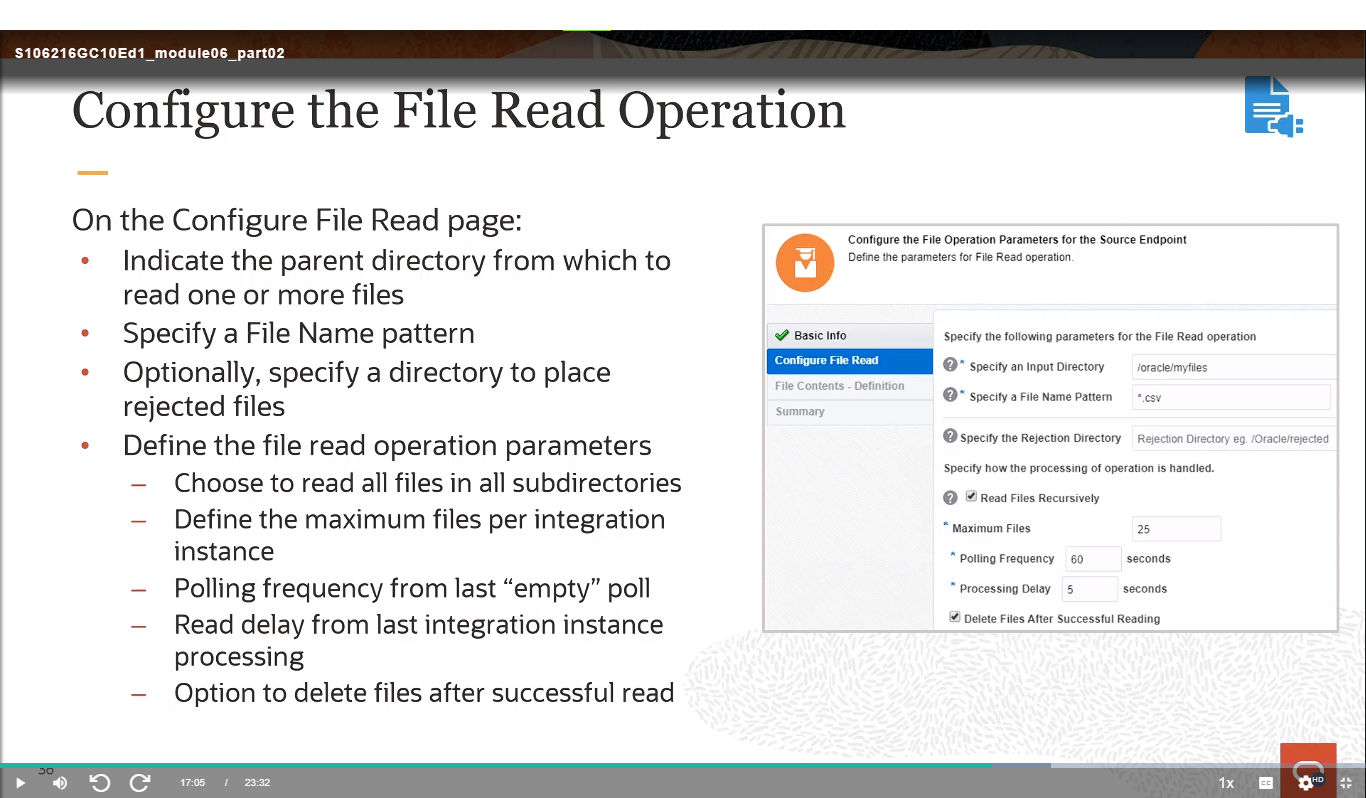 S106216GC10Ed1_module06_part02
Configure the File Read Operation
On the Configure File Read page:
• Indicate the parent directory from which to
read one or more files
• Specify a File Name pattern
• Optionally, specify a directory to place
rejected files
• Define the file read operation parameters
– Choose to read all files in all subdirectories
– Define the maximum files per integration
instance
– Polling frequency from last “empty” poll
– Read delay from last integration instance
processing
– Option to delete files after successful read
Configure the File Operation Parameters for the Source Endpoint
Define the parameters for File Read operation.
Basic Info
Configure File Read
File Contents - Definition
Summary
Specify the following parameters for the File Read operation
? * Specify an Input Directory /oracle/myfiles
? * Specify a File Name Pattern *.csv
? Specify the Rejection Directory Rejection Directory eg. /Oracle/rejected
Specify how the processing of operation is handled.
? Read Files Recursively
* Maximum Files 25
* Polling Frequency 60 seconds
* Processing Delay 5 seconds
Delete Files After Successful Reading
17:05 / 23:32
1x CC HD